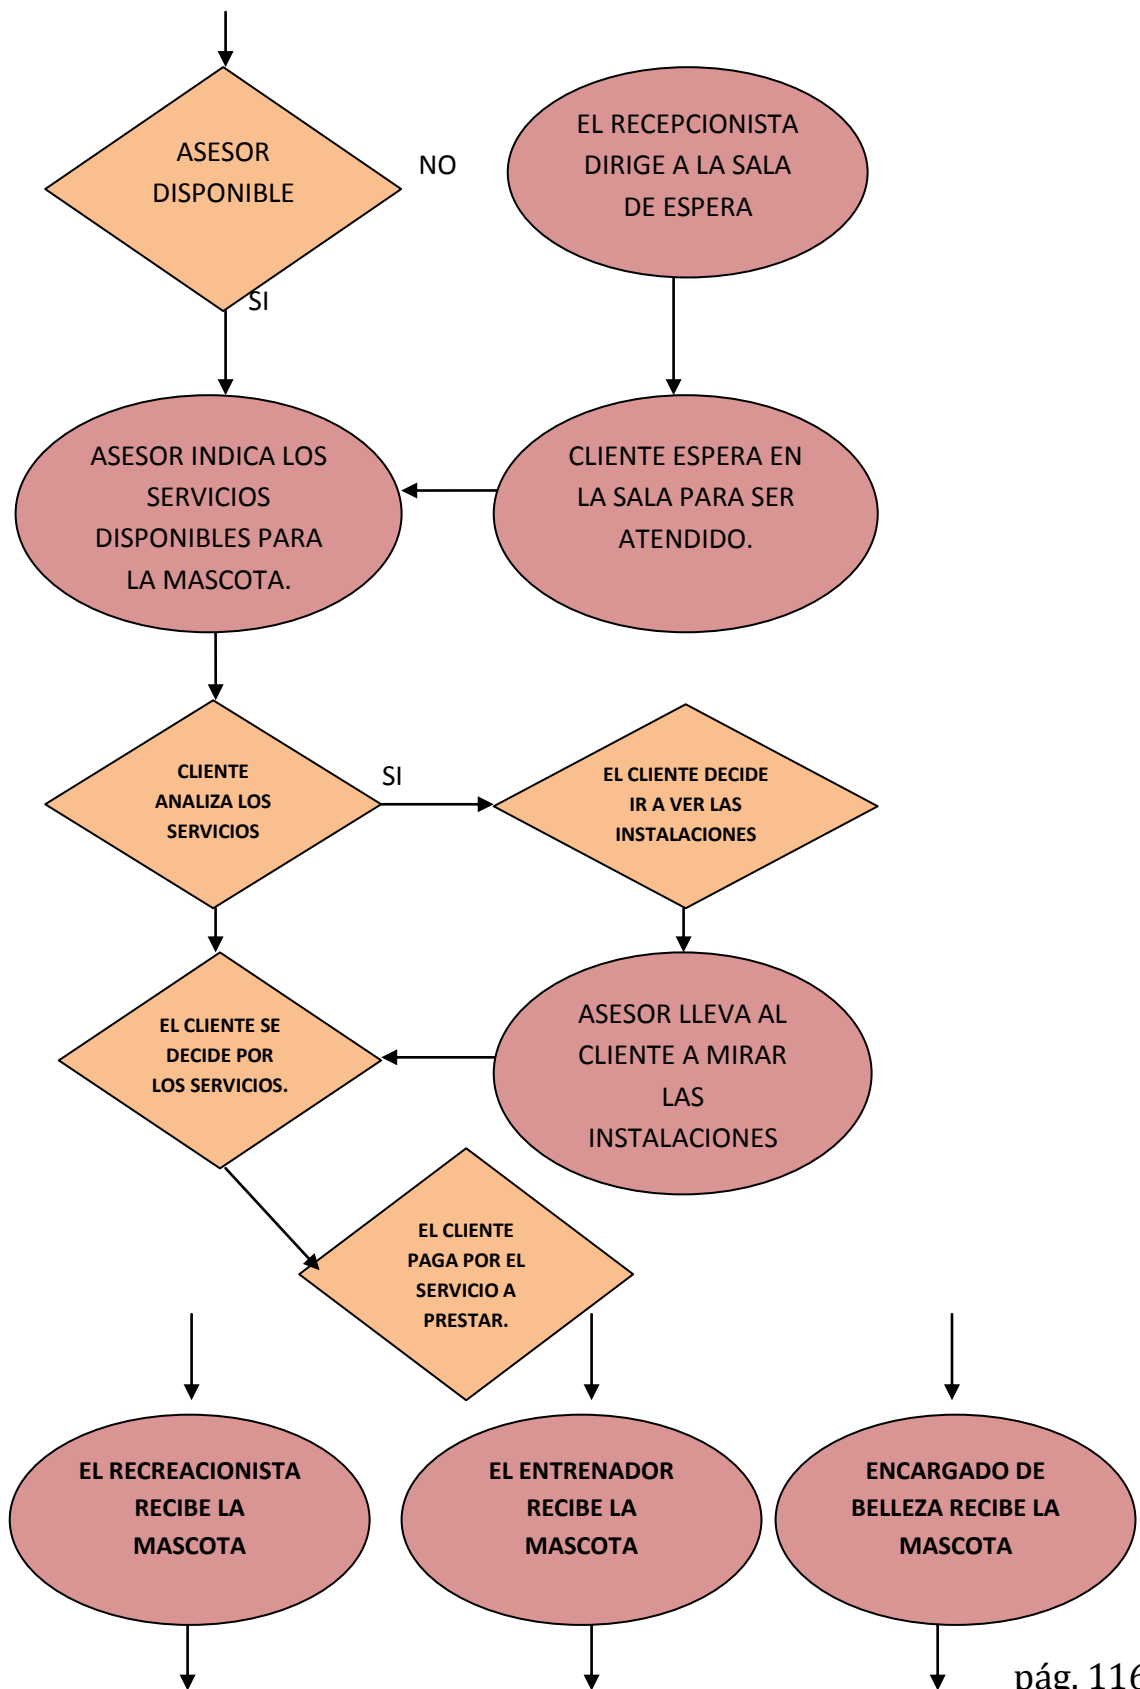 ASESOR
DISPONIBLE
NO
EL RECEPCIONISTA
DIRIGE A LA SALA
DE ESPERA
SI
ASESOR INDICA LOS
SERVICIOS
DISPONIBLES PARA
LA MASCOTA.
CLIENTE ESPERA EN
LA SALA PARA SER
ATENDIDO.
CLIENTE
ANALIZA LOS
SERVICIOS
SI
EL CLIENTE DECIDE
IR A VER LAS
INSTALACIONES
EL CLIENTE SE
DECIDE POR
LOS SERVICIOS.
ASESOR LLEVA AL
CLIENTE A MIRAR
LAS
INSTALACIONES
EL CLIENTE
PAGA POR EL
SERVICIO A
PRESTAR.
EL RECREACIONISTA
RECIBE LA
MASCOTA
EL ENTRENADOR
RECIBE LA
MASCOTA
ENCARGADO DE
BELLEZA RECIBE LA
MASCOTA
pág. 116